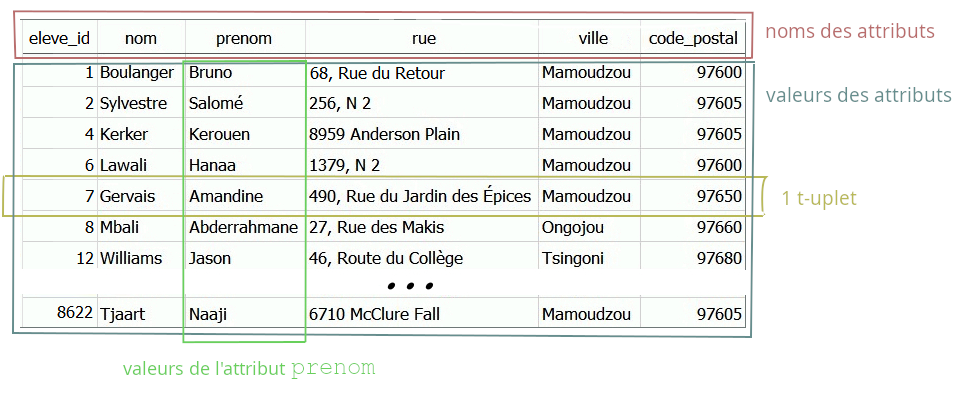 eleve_id nom prenom rue ville code_postal noms des attributs
1 Boulanger Bruno 68, Rue du Retour Mamoudzou 97600
valeurs des attributs
2 Sylvestre Salomé 256, N 2 Mamoudzou 97605
4 Kerker Kerouen 8959 Anderson Plain Mamoudzou 97605
6 Lawali Hanaa 1379, N 2 Mamoudzou 97600
7 Gervais Amandine 490, Rue du Jardin des Épices Mamoudzou 97650 1 t-uplet
8 Mbali Abderrahmane 27, Rue des Makis Ongojou 97660
12 Williams Jason 46, Route du Collège Tsingoni 97680
...
8622 Tjaart Naaji 6710 McClure Fall Mamoudzou 97605
valeurs de l'attribut prenom